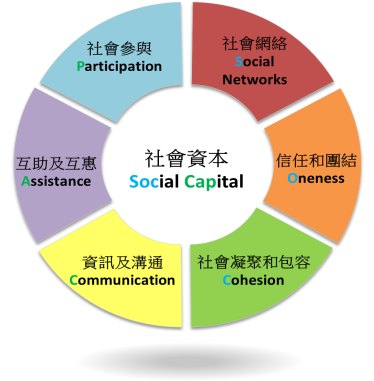 社會參與
Participation
社會網絡
Social
Networks
互助及互惠
Assistance
社會資本
Social Capital
信任和團結
Oneness
資訊及溝通
Communication
社會凝聚和包容
Cohesion